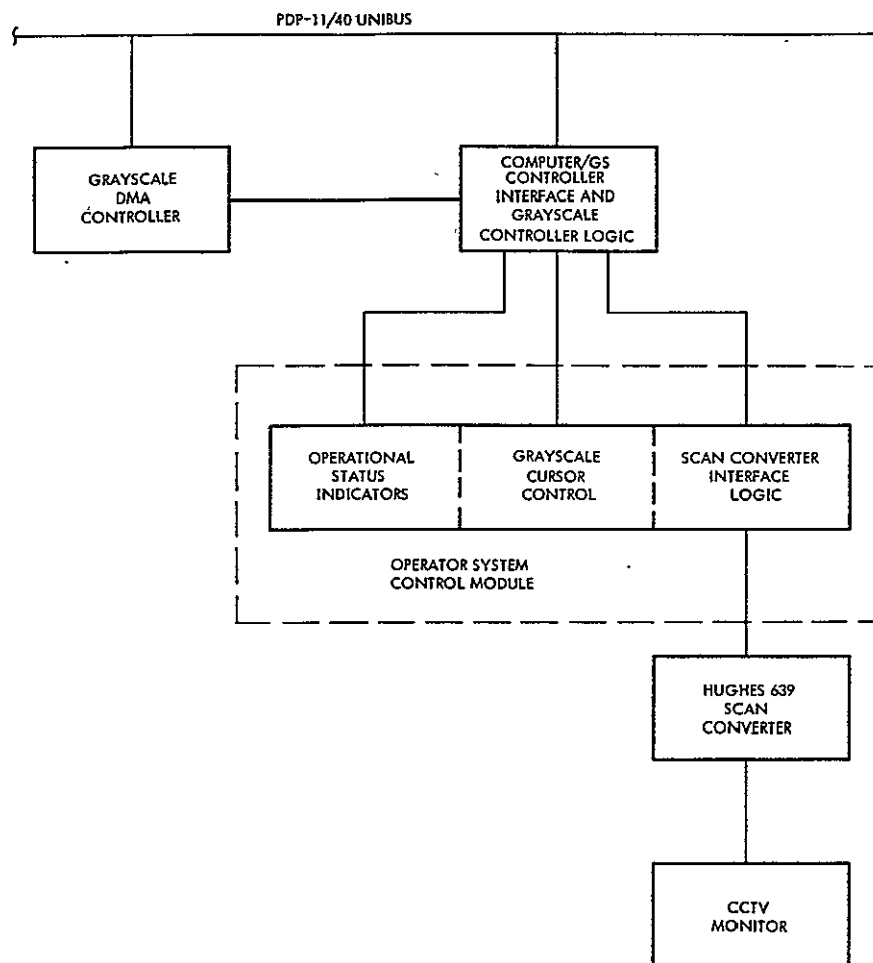 PDP-11/40 UNIBUS
GRAYSCALE
DMA
CONTROLLER
COMPUTER/GS
CONTROLLER
INTERFACE AND
GRAYSCALE
CONTROLLER LOGIC
OPERATIONAL
STATUS
INDICATORS
GRAYSCALE
CURSOR
CONTROL
SCAN CONVERTER
INTERFACE
LOGIC
OPERATOR SYSTEM
CONTROL MODULE
HUGHES 639
SCAN
CONVERTER
CCTV
MONITOR